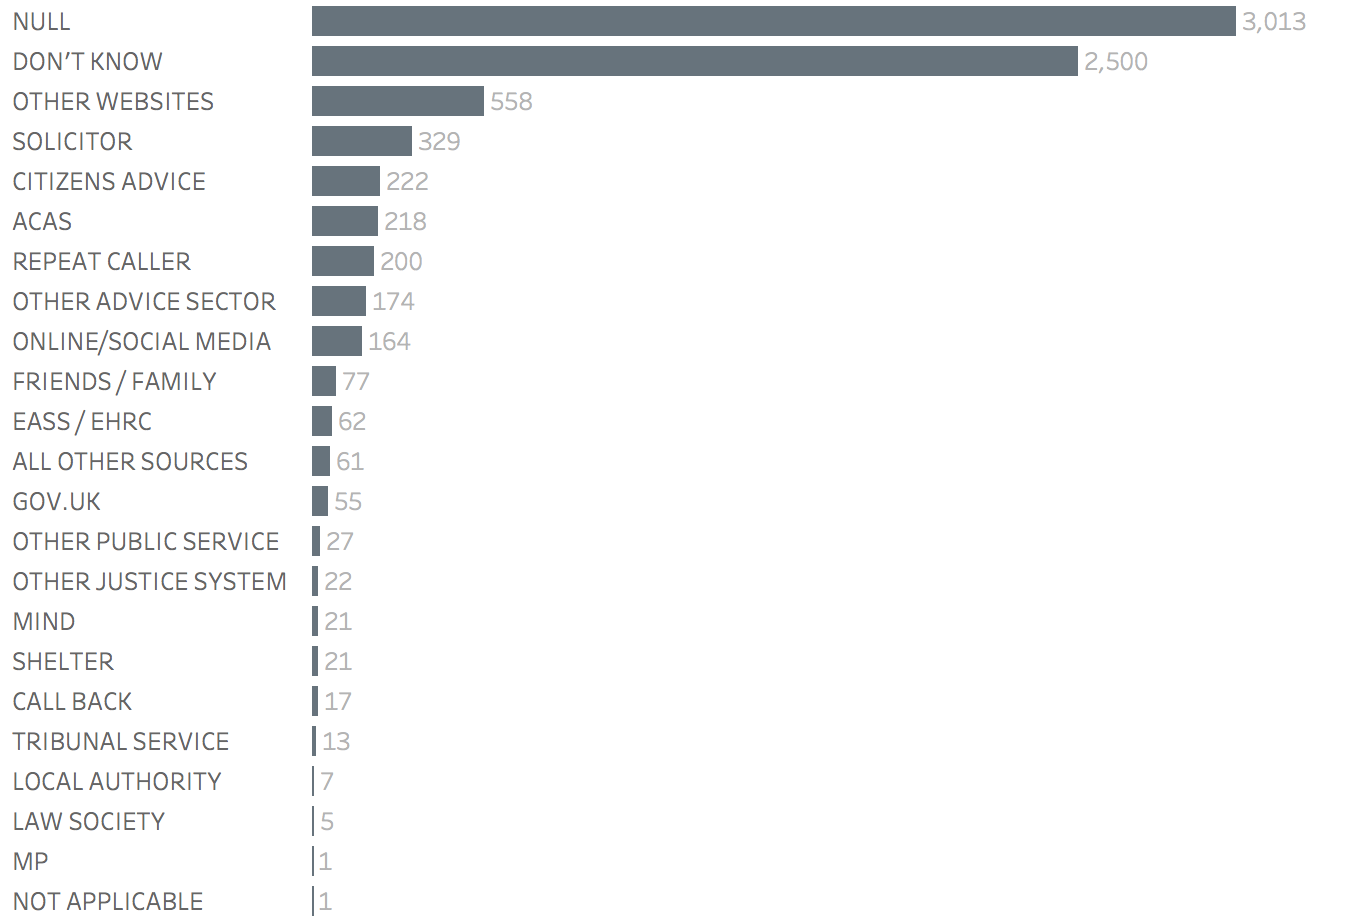 NULL 3,013
DON’T KNOW 2,500
OTHER WEBSITES 558
SOLICITOR 329
CITIZENS ADVICE 222
ACAS 218
REPEAT CALLER 200
OTHER ADVICE SECTOR 174
ONLINE/SOCIAL MEDIA 164
FRIENDS / FAMILY 77
EASS / EHRC 62
ALL OTHER SOURCES 61
GOV.UK 55
OTHER PUBLIC SERVICE 27
OTHER JUSTICE SYSTEM 22
MIND 21
SHELTER 21
CALL BACK 17
TRIBUNAL SERVICE 13
LOCAL AUTHORITY 7
LAW SOCIETY 5
MP 1
NOT APPLICABLE 1